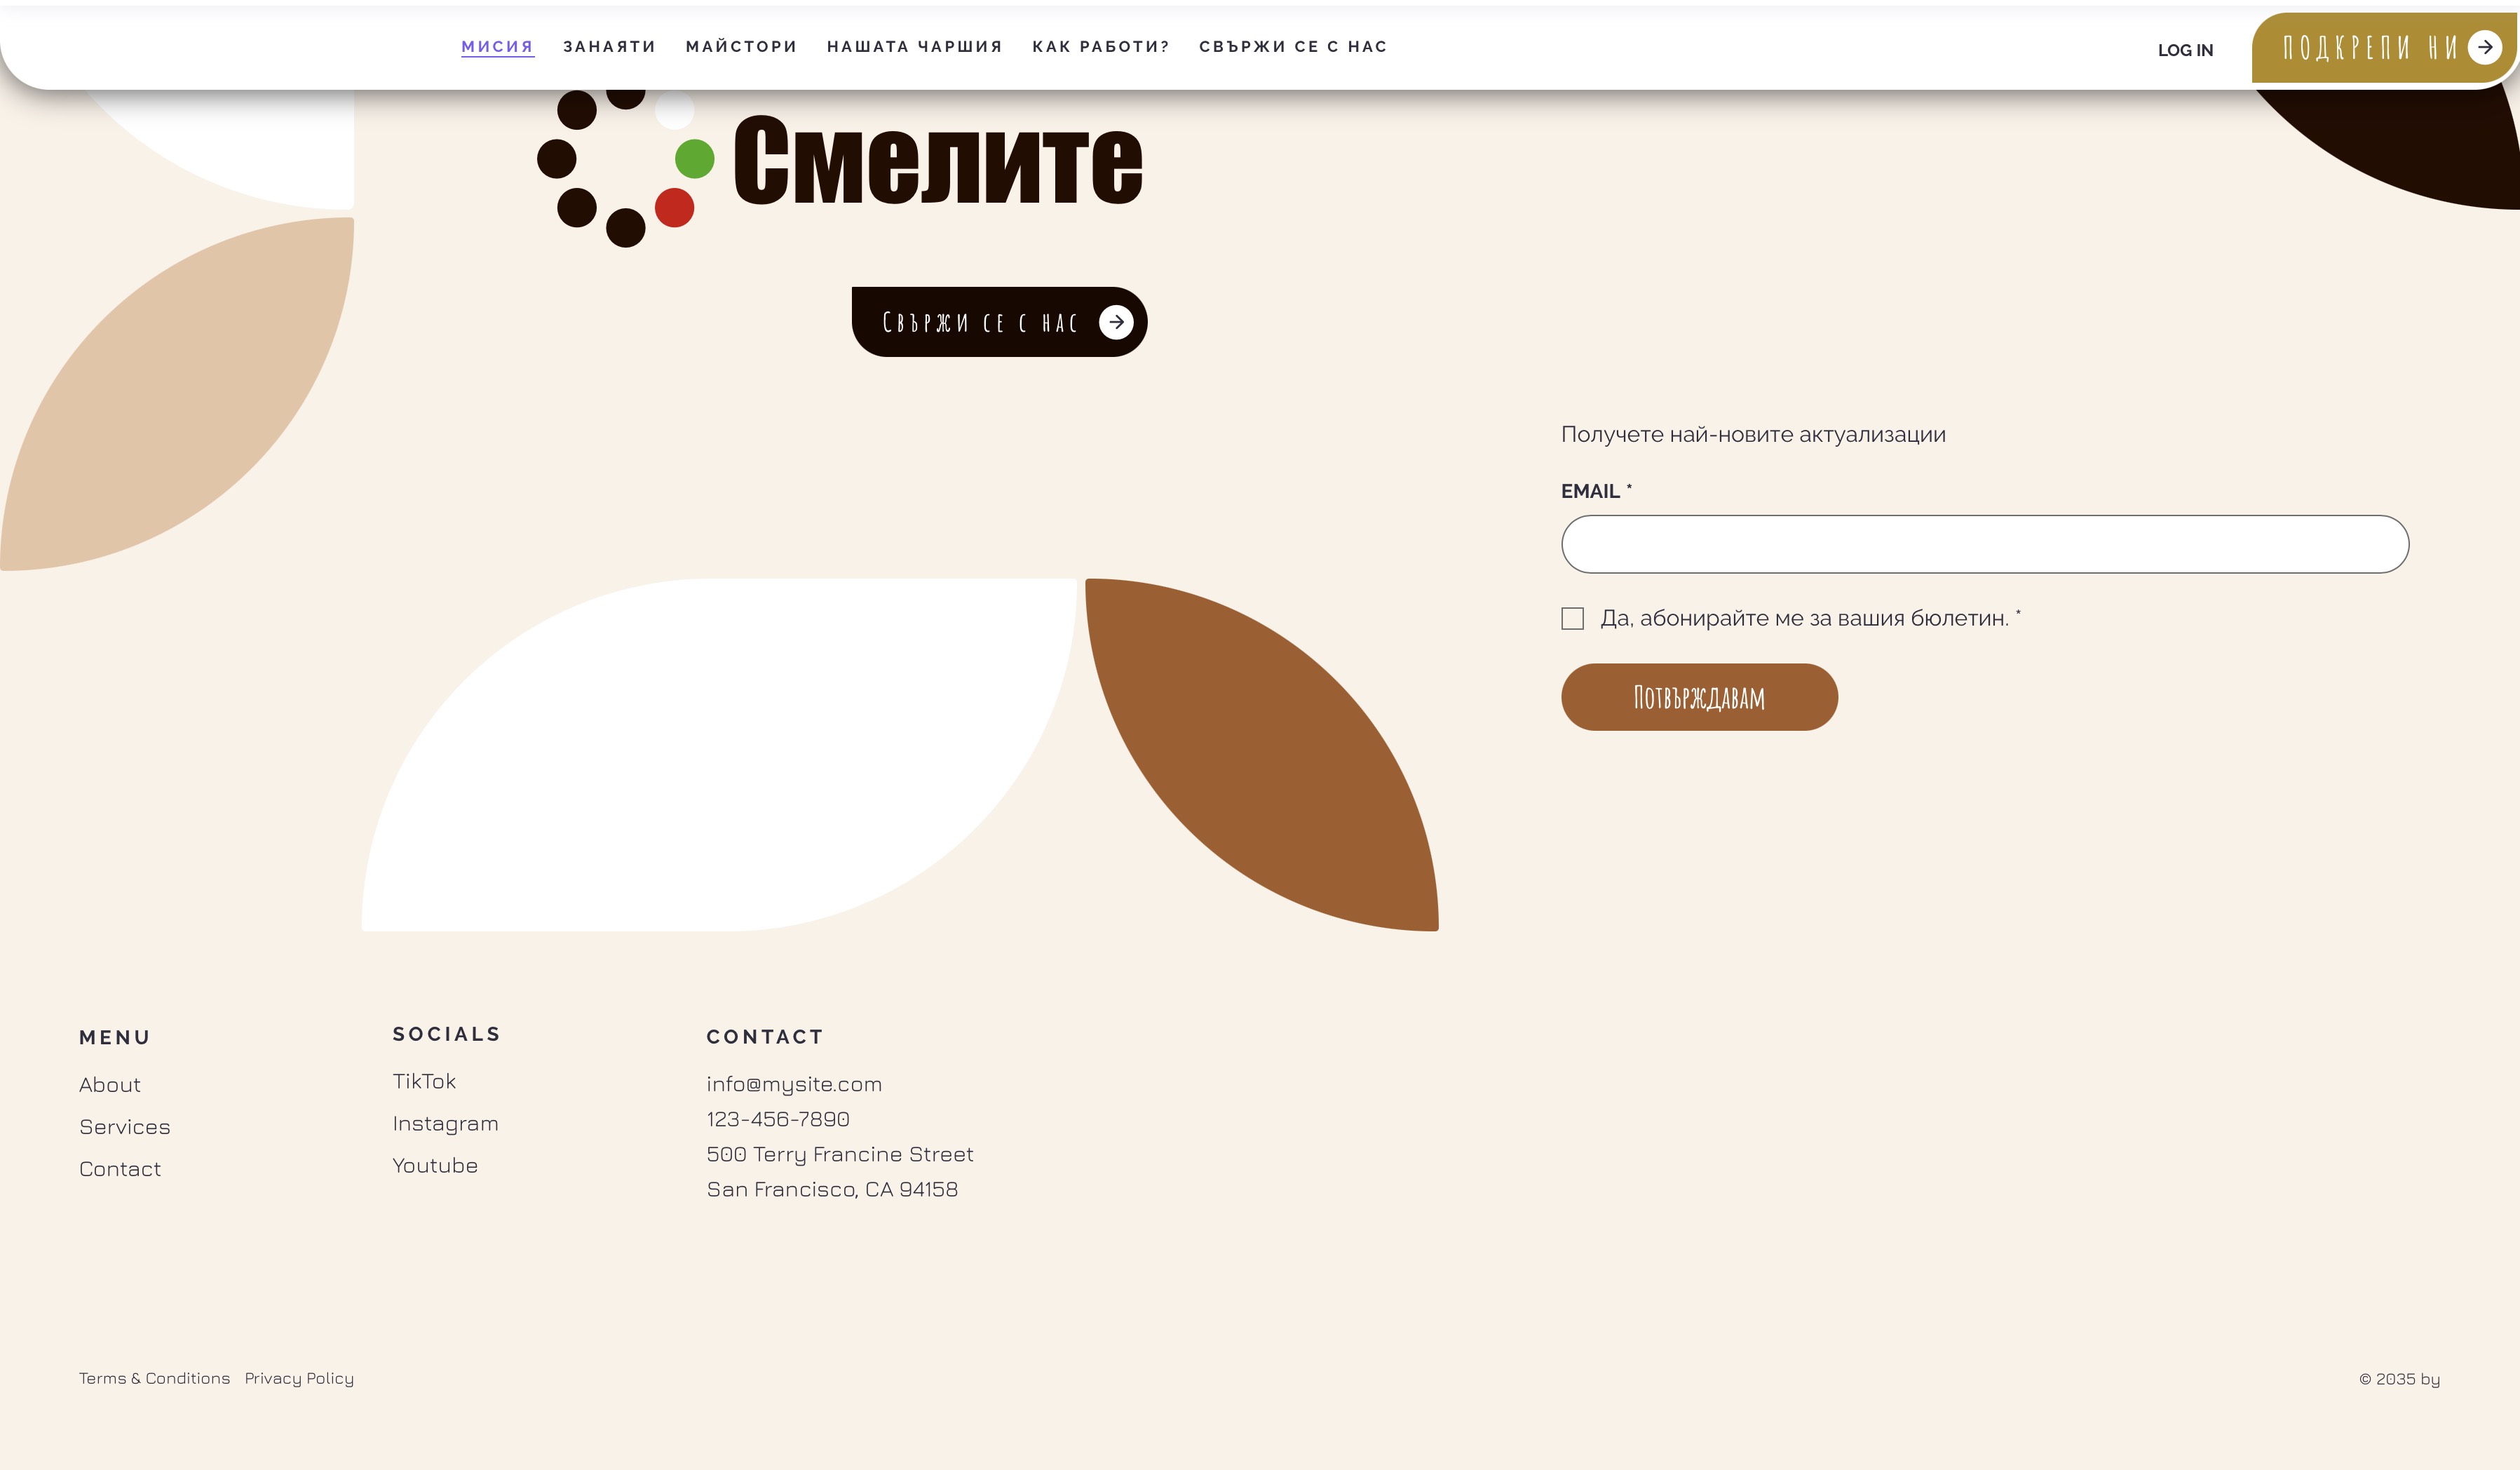 МИСИЯ ЗАНАЯТИ МАЙСТОРИ НАШАТА ЧАРШИЯ КАК РАБОТИ? СВЪРЖИ СЕ С НАС LOG IN ПОДКРЕПИ НИ
Смелите
Свържи се с нас
Получете най-новите актуализации
EMAIL *
Да, абонирайте ме за вашия бюлетин. *
Потвърждавам
MENU
About
Services
Contact
SOCIALS
TikTok
Instagram
Youtube
CONTACT
info@mysite.com
123-456-7890
500 Terry Francine Street
San Francisco, CA 94158
Terms & Conditions Privacy Policy
© 2035 by